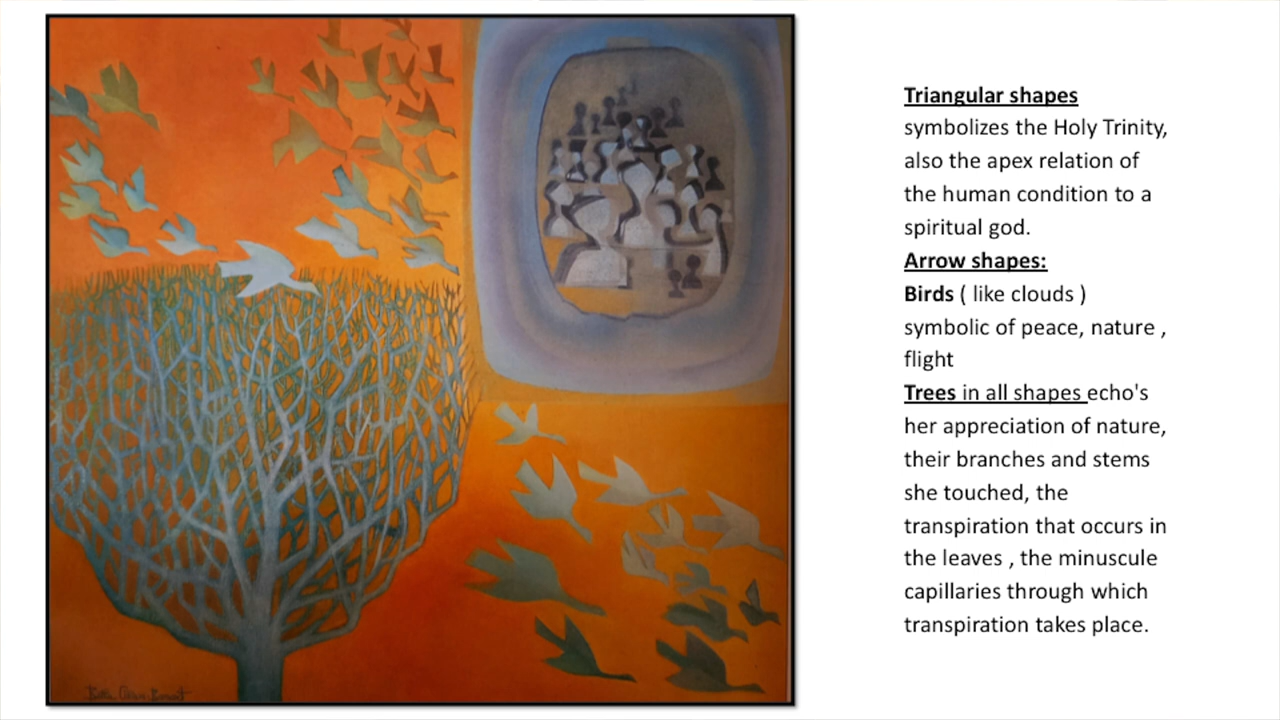 Triangular shapes
symbolizes the Holy Trinity,
also the apex relation of
the human condition to a
spiritual god.
Arrow shapes:
Birds ( like clouds )
symbolic of peace, nature ,
flight
Trees in all shapes echo's
her appreciation of nature,
their branches and stems
she touched, the
transpiration that occurs in
the leaves , the minuscule
capillaries through which
transpiration takes place.